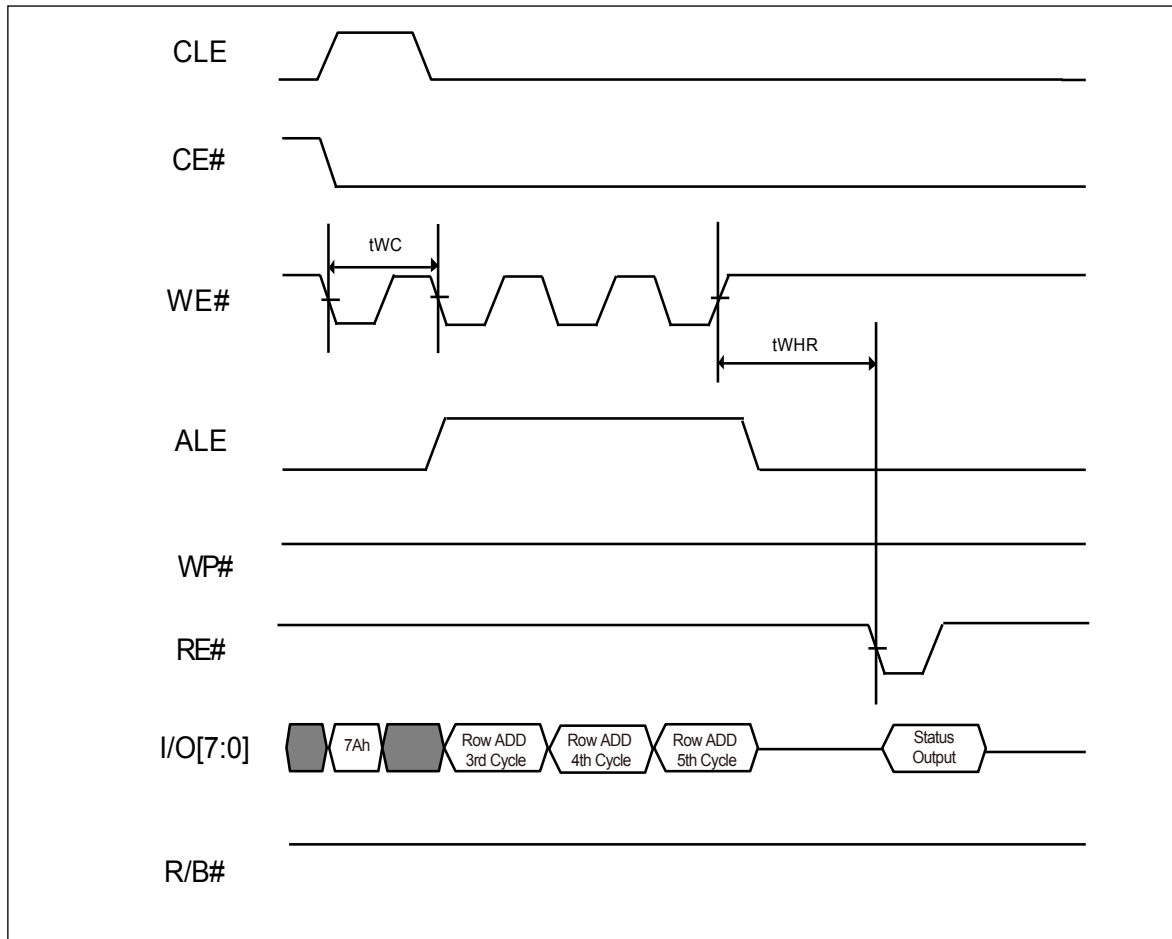 CLE
CE#
tWC
WE#
tWHR
ALE
WP#
RE#
I/O[7:0]
7Ah
Row ADD
3rd Cycle
Row ADD
4th Cycle
Row ADD
5th Cycle
Status
Output
R/B#